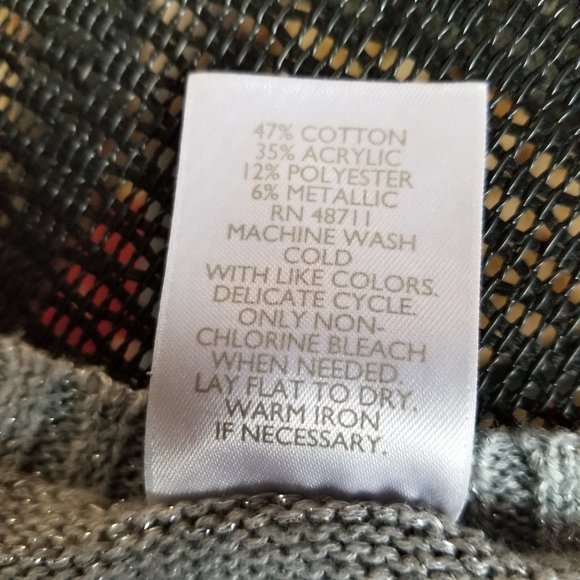 47% COTTON
35% ACRYLIC
12% POLYESTER
6% METALLIC
RN 48711
MACHINE WASH
COLD
WITH LIKE COLORS.
DELICATE CYCLE.
ONLY NON-
CHLORINE BLEACH
WHEN NEEDED.
LAY FLAT TO DRY.
WARM IRON
IF NECESSARY.